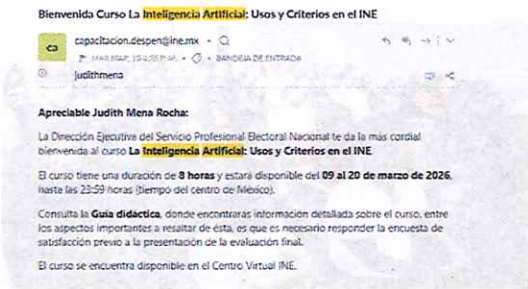 Bienvenida Curso La Inteligencia Artificial: Usos y Criterios en el INE
ca
capacitacion.despen@ine.mx
BANDEJA DE ENTRADA
judithmena
Apreciable Judith Mena Rocha:
La Dirección Ejecutiva del Servicio Profesional Electoral Nacional te da la más cordial
bienvenida al curso La Inteligencia Artificial: Usos y Criterios en el INE.
El curso tiene una duración de 8 horas y estará disponible del 09 al 20 de marzo de 2026,
hasta las 23:59 horas (tiempo del centro de México).
Consulta la Guía didáctica, donde encontraras información detallada sobre el curso, entre
los aspectos importantes a resaltar de ésta, es que es necesario responder la encuesta de
satisfacción previo a la presentación de la evaluación final.
El curso se encuentra disponible en el Centro Virtual INE.